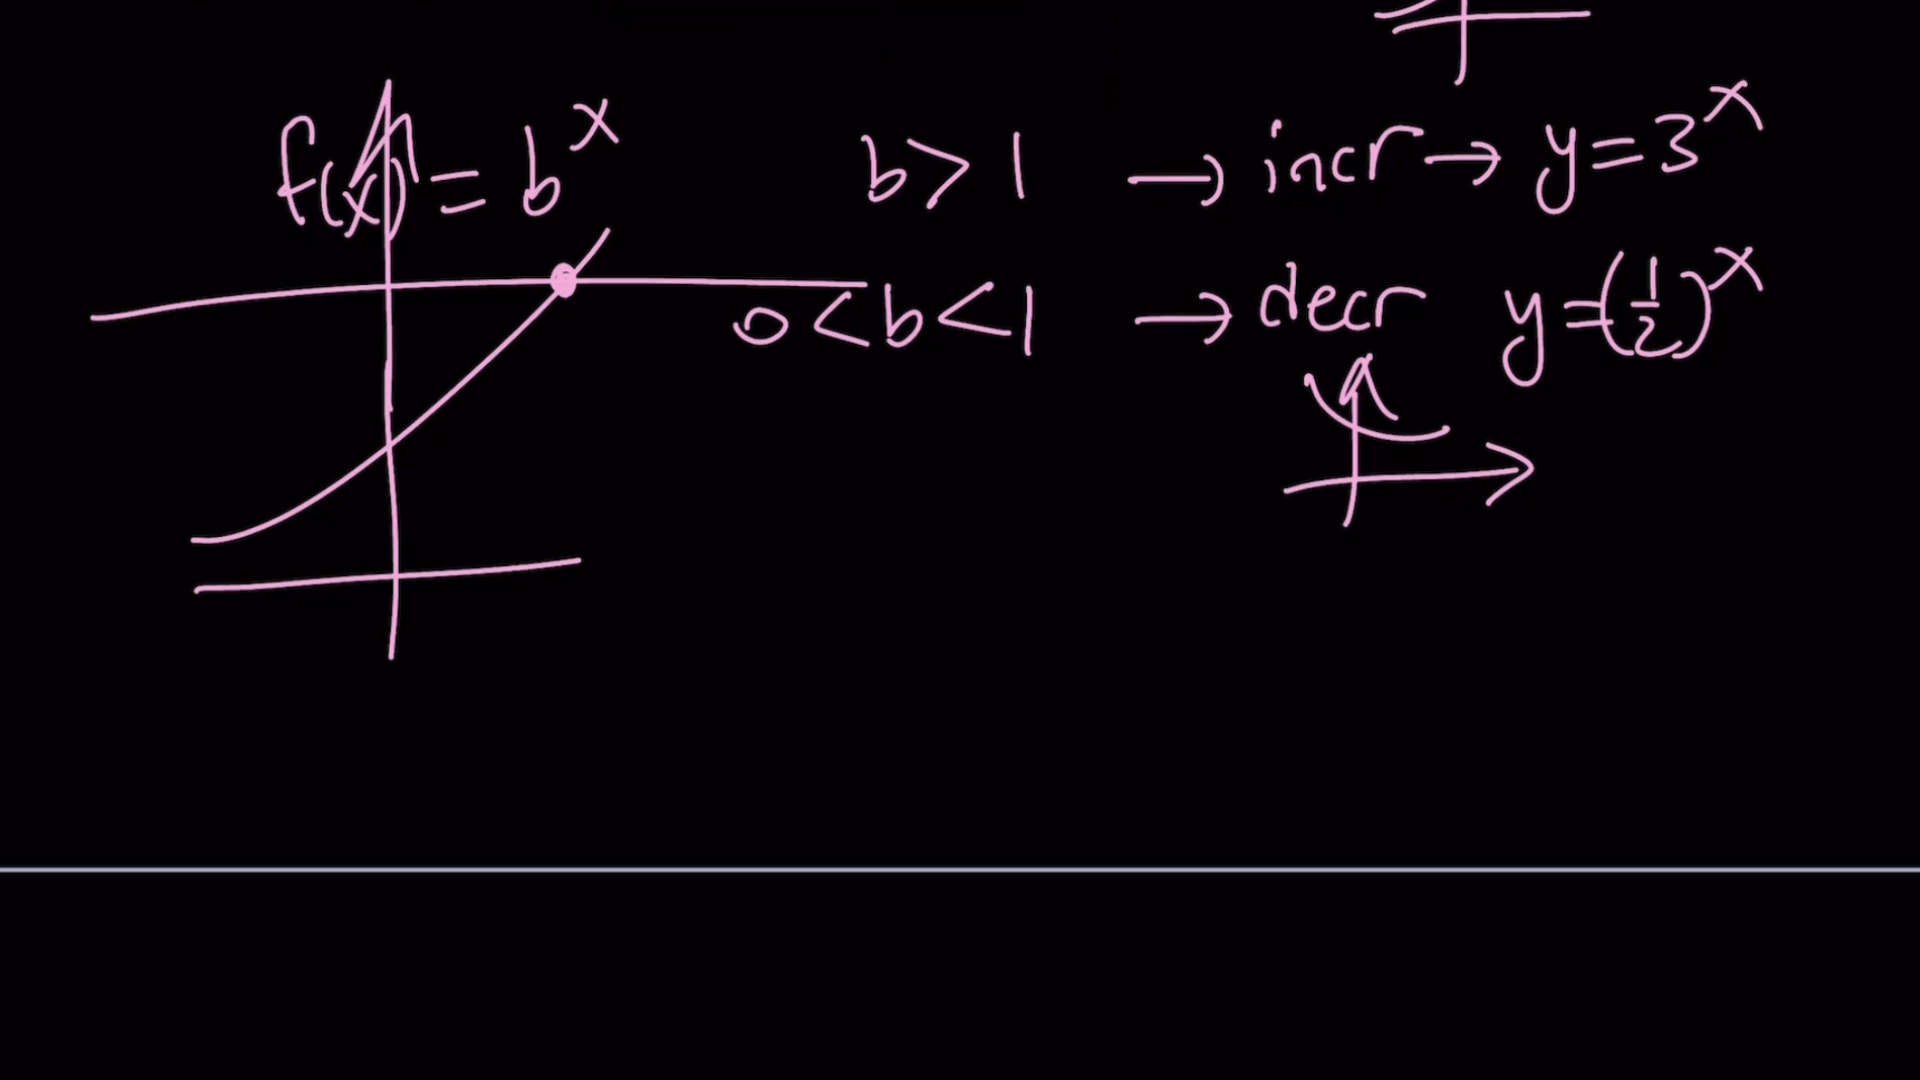 f(x) = b^x b > 1 → incr → y = 3^x
0 < b < 1 → decr y = (1/2)^x